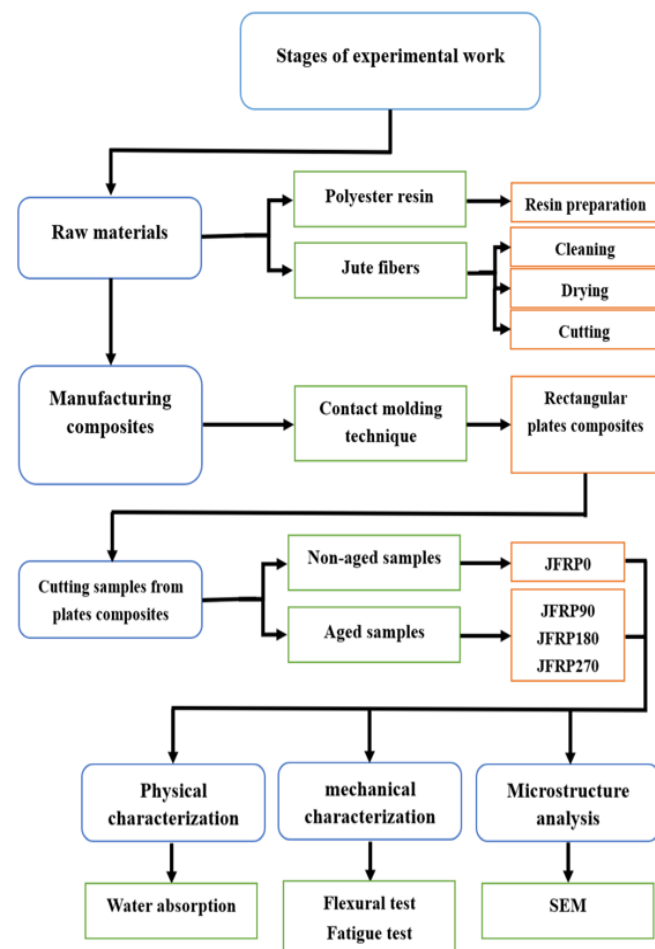 Stages of experimental work
Polyester resin
Resin preparation
Raw materials
Jute fibers
Cleaning
Drying
Cutting
Manufacturing
composites
Contact molding
technique
Rectangular
plates composites
Cutting samples from
plates composites
Non-aged samples
JFRP0
Aged samples
JFRP90
JFRP180
JFRP270
Physical
characterization
mechanical
characterization
Microstructure
analysis
Water absorption
Flexural test
Fatigue test
SEM